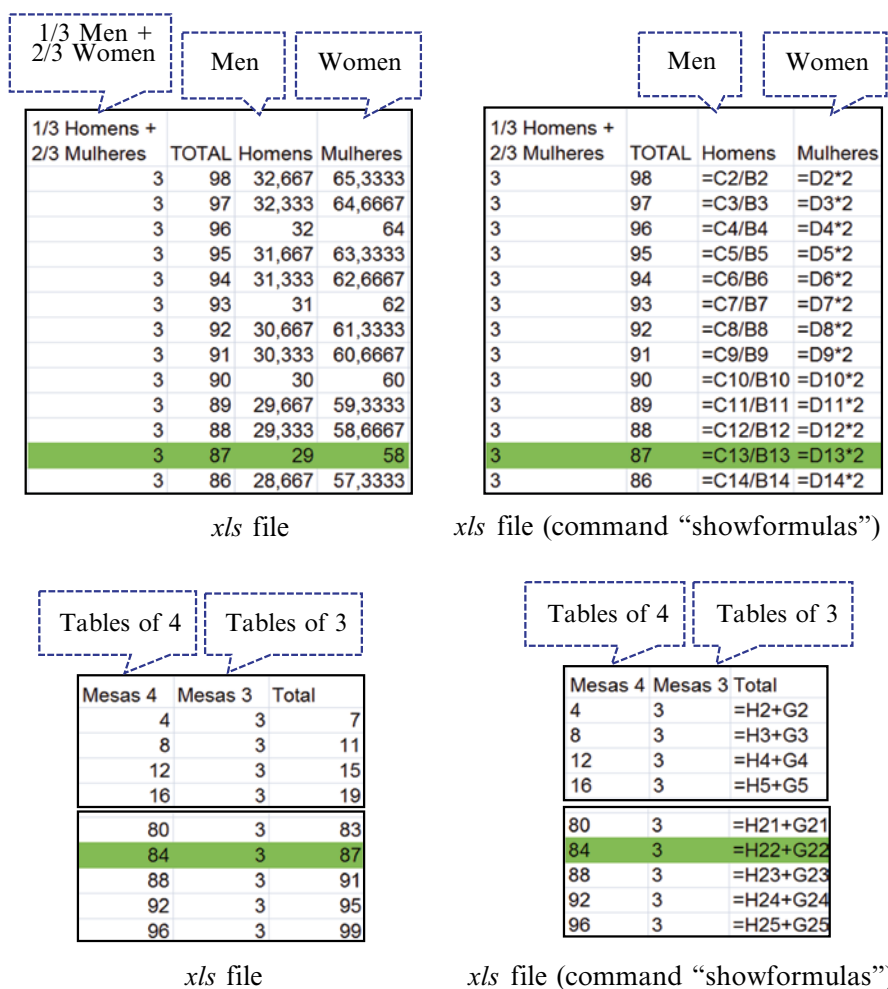 1/3 Men +
2/3 Women
Men
Women
1/3 Homens +
2/3 Mulheres TOTAL Homens Mulheres
3 98 32,667 65,3333
3 97 32,333 64,6667
3 96 32 64
3 95 31,667 63,3333
3 94 31,333 62,6667
3 93 31 62
3 92 30,667 61,3333
3 91 30,333 60,6667
3 90 30 60
3 89 29,667 59,3333
3 88 29,333 58,6667
3 87 29 58
3 86 28,667 57,3333
xls file
Men
Women
1/3 Homens +
2/3 Mulheres TOTAL Homens Mulheres
3 98 =C2/B2 =D2*2
3 97 =C3/B3 =D3*2
3 96 =C4/B4 =D4*2
3 95 =C5/B5 =D5*2
3 94 =C6/B6 =D6*2
3 93 =C7/B7 =D7*2
3 92 =C8/B8 =D8*2
3 91 =C9/B9 =D9*2
3 90 =C10/B10 =D10*2
3 89 =C11/B11 =D11*2
3 88 =C12/B12 =D12*2
3 87 =C13/B13 =D13*2
3 86 =C14/B14 =D14*2
xls file (command “showformulas”)
Tables of 4
Tables of 3
Mesas 4 Mesas 3 Total
4 3 7
8 3 11
12 3 15
16 3 19
80 3 83
84 3 87
88 3 91
92 3 95
96 3 99
xls file
Tables of 4
Tables of 3
Mesas 4 Mesas 3 Total
4 3 =H2+G2
8 3 =H3+G3
12 3 =H4+G4
16 3 =H5+G5
80 3 =H21+G21
84 3 =H22+G22
88 3 =H23+G23
92 3 =H24+G24
96 3 =H25+G25
xls file (command “showformulas”)